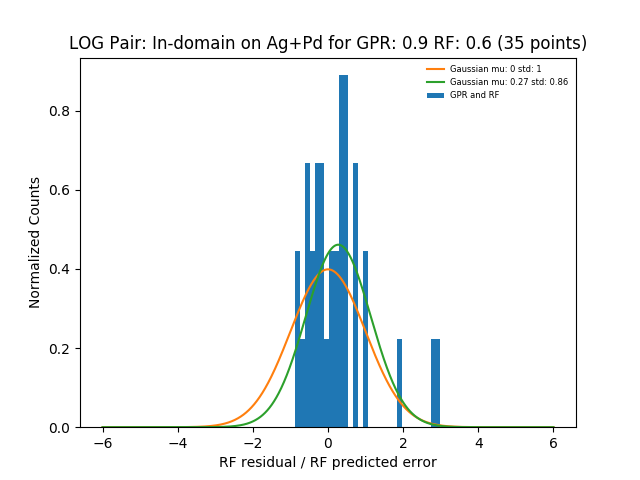 LOG Pair: In-domain on Ag+Pd for GPR: 0.9 RF: 0.6 (35 points)
Gaussian mu: 0 std: 1
Gaussian mu: 0.27 std: 0.86
GPR and RF
Normalized Counts
0.8
0.6
0.4
0.2
0.0
−6 −4 −2 0 2 4 6
RF residual / RF predicted error